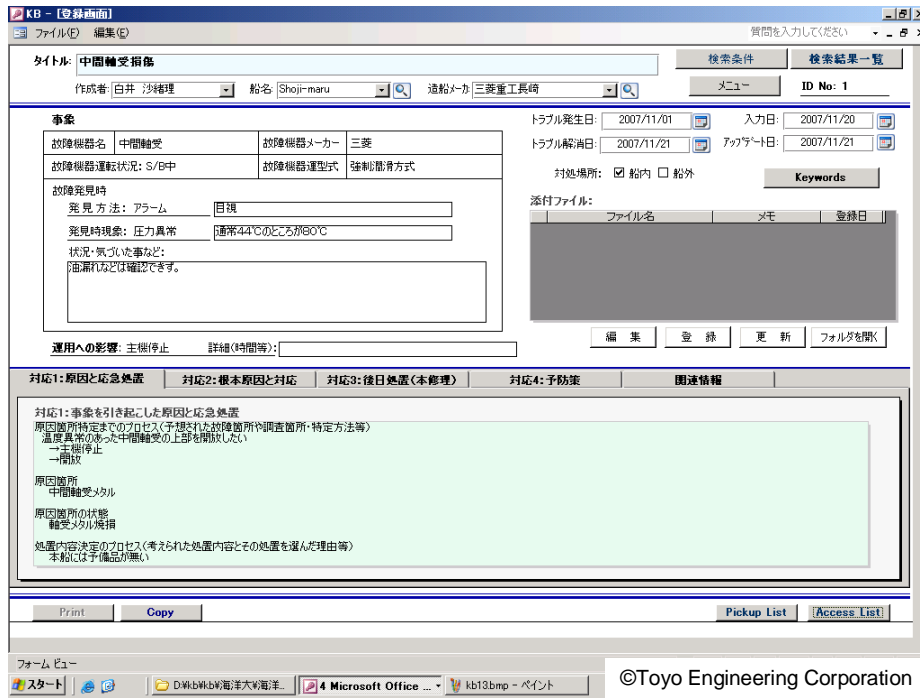 KB - [登録画面]
ファイル(F) 編集(E) 質問を入力してください
タイトル: 中間軸受損傷 検索条件 検索結果一覧
作成者: 白井 沙緒理 船名: Shoji-maru 造船メーカ: 三菱重工長崎 メニュー ID No: 1
事象
トラブル発生日: 2007/11/01 入力日: 2007/11/20
故障機器名 中間軸受 故障機器メーカー 三菱
トラブル解消日: 2007/11/21 アップデート日: 2007/11/21
故障機器運転状況: S/B中 故障機器運型式 強制潤滑方式
対処場所: 船内 船外 Keywords
故障発見時
発見方法: アラーム 目視
添付ファイル:
ファイル名 メモ 登録日
発見時現象: 圧力異常 通常44℃のところが80℃
状況・気づいた事など:
油漏れなどは確認できず。
編 集 登 録 更 新 フォルダを開く
運用への影響: 主機停止 詳細(時間等):
対応1:原因と応急処置 対応2:根本原因と対応 対応3:後日処置(本修理) 対応4:予防策 関連情報
対応1:事象を引き起こした原因と応急処置
原因箇所特定までのプロセス(予想された故障箇所や調査箇所・特定方法等)
温度異常のあった中間軸受の上部を開放したい
→主機停止
→開放
原因箇所
中間軸受メタル
原因箇所の状態
軸受メタル焼損
処置内容決定のプロセス(考えられた処置内容とその処置を選んだ理由等)
本船には予備品が無い
Print Copy Pickup List Access List
フォーム ビュー
スタート D:¥kb¥kb¥海洋大¥海洋... 4 Microsoft Office ... kb13.bmp - ペイント
©Toyo Engineering Corporation